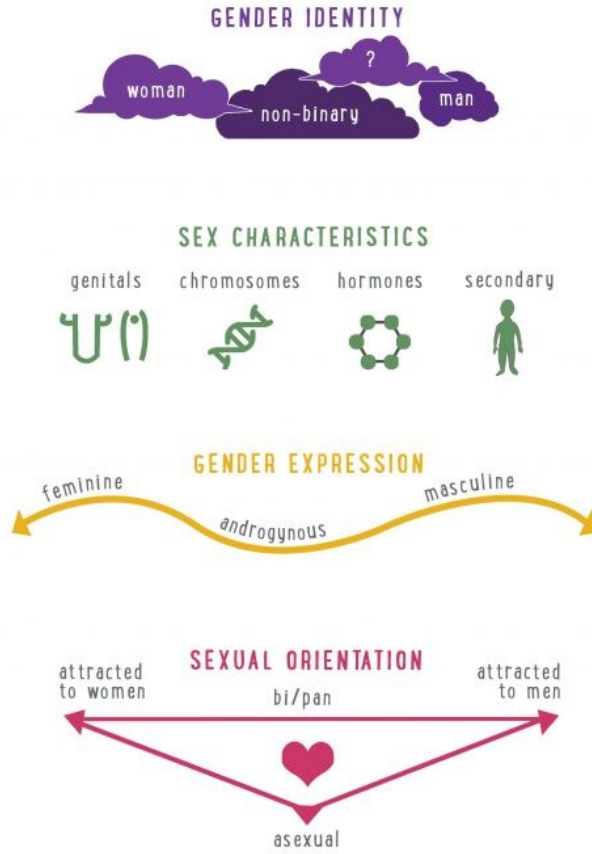 GENDER IDENTITY
woman
?
non-binary
man
SEX CHARACTERISTICS
genitals chromosomes hormones secondary
GENDER EXPRESSION
feminine
androgynous
masculine
SEXUAL ORIENTATION
attracted
to women
bi/pan
attracted
to men
asexual